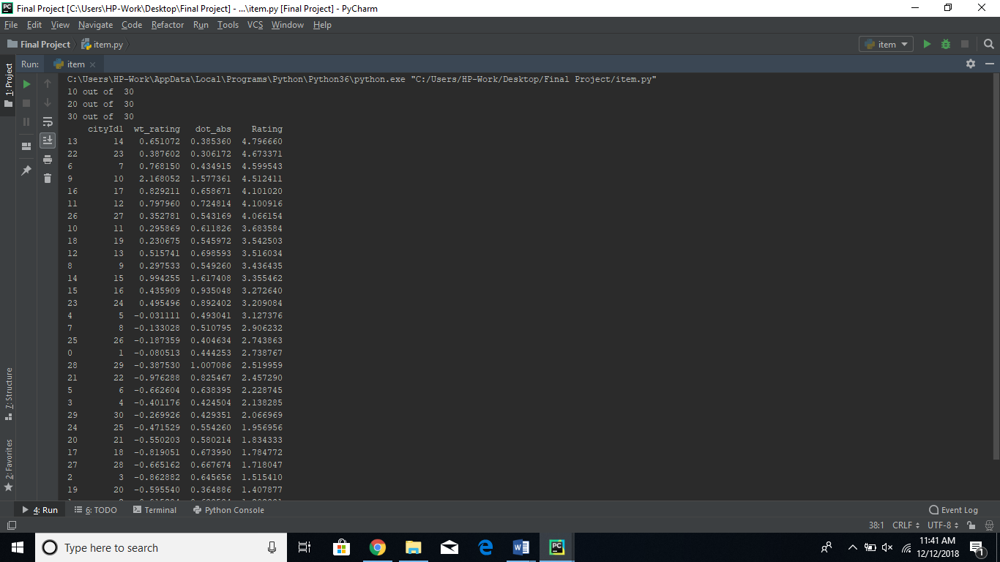 Final Project [C:\Users\HP-Work\Desktop\Final Project] - ...\item.py [Final Project] - PyCharm
File Edit View Navigate Code Refactor Run Tools VCS Window Help
Final Project item.py item
Run: item
1: Project
7: Structure
2: Favorites
C:\Users\HP-Work\AppData\Local\Programs\Python\Python36\python.exe "C:/Users/HP-Work/Desktop/Final Project/item.py"
10 out of  30
20 out of  30
30 out of  30
cityId1 wt_rating dot_abs Rating
13 14 0.651072 0.385360 4.796660
22 23 0.387602 0.306172 4.673371
6 7 0.768150 0.434915 4.599543
9 10 2.168052 1.577361 4.512411
16 17 0.829211 0.658671 4.101020
11 12 0.797960 0.724814 4.100916
26 27 0.352781 0.543169 4.066154
10 11 0.295869 0.611826 3.683584
18 19 0.230675 0.545972 3.542503
12 13 0.515741 0.698593 3.516034
8 9 0.297533 0.549260 3.436435
14 15 0.994255 1.617408 3.355462
15 16 0.435909 0.935048 3.272640
23 24 0.495496 0.892402 3.209084
4 5 -0.031111 0.493041 3.127376
7 8 -0.133028 0.510795 2.906232
25 26 -0.187359 0.404634 2.743863
0 1 -0.080513 0.444253 2.738767
28 29 -0.387530 1.007086 2.519959
21 22 -0.976288 0.825467 2.457290
5 6 -0.662604 0.638395 2.228745
3 4 -0.401176 0.424504 2.138285
29 30 -0.269926 0.429351 2.066969
24 25 -0.471529 0.554260 1.956956
20 21 -0.550203 0.580214 1.834333
17 18 -0.819051 0.673990 1.784772
27 28 -0.665162 0.667674 1.718047
2 3 -0.862882 0.645656 1.515410
19 20 -0.595540 0.364886 1.407877
4: Run 6: TODO Terminal Python Console Event Log
38:1 CRLF UTF-8
Type here to search
11:41 AM
12/12/2018
1